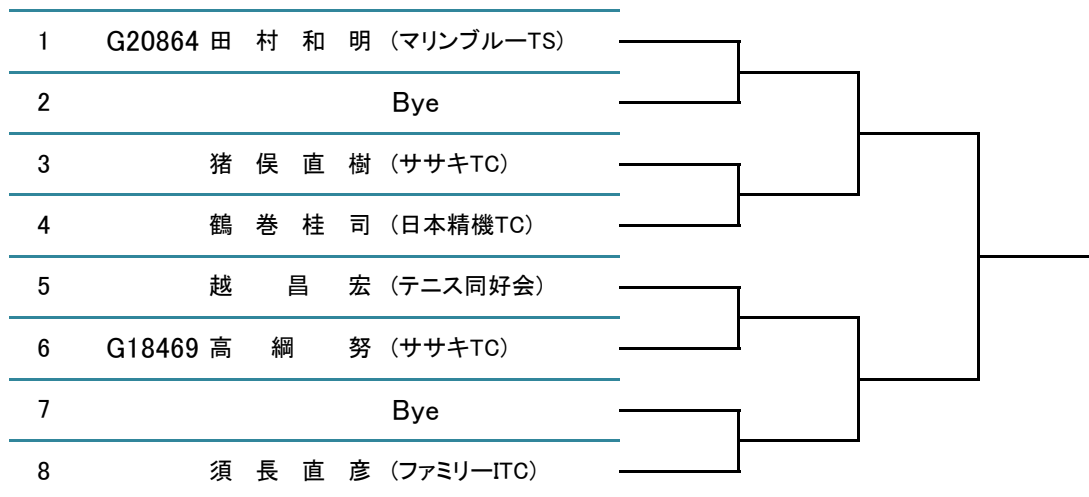 1 G20864 田 村 和 明 (マリンブルーTS)
2 Bye
3 猪 俣 直 樹 (ササキTC)
4 鶴 巻 桂 司 (日本精機TC)
5 越 昌 宏 (テニス同好会)
6 G18469 高 綱 努 (ササキTC)
7 Bye
8 須 長 直 彦 (ファミリーITC)